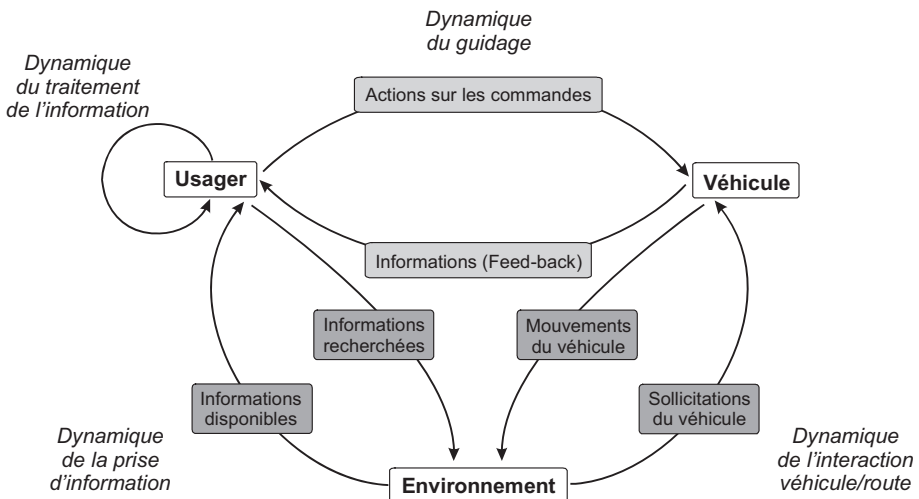 Dynamique
du guidage
Dynamique
du traitement
de l'information
Actions sur les commandes
Usager
Véhicule
Informations (Feed-back)
Informations
recherchées
Mouvements
du véhicule
Informations
disponibles
Sollicitations
du véhicule
Dynamique
de la prise
d'information
Dynamique
de l'interaction
véhicule/route
Environnement